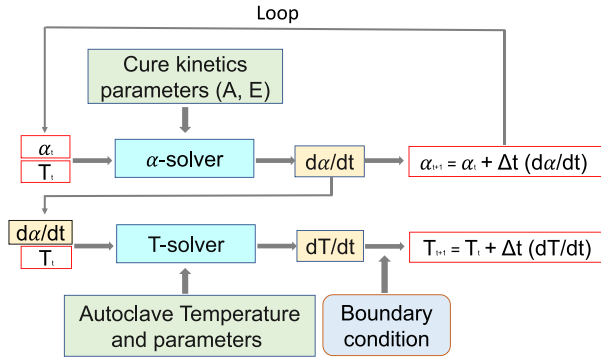 Loop
Cure kinetics
parameters (A, E)
αₜ
Tₜ
α-solver
dα/dt
αₜ₊₁ = αₜ + Δt (dα/dt)
dα/dt
Tₜ
T-solver
dT/dt
Tₜ₊₁ = Tₜ + Δt (dT/dt)
Autoclave Temperature
and parameters
Boundary
condition